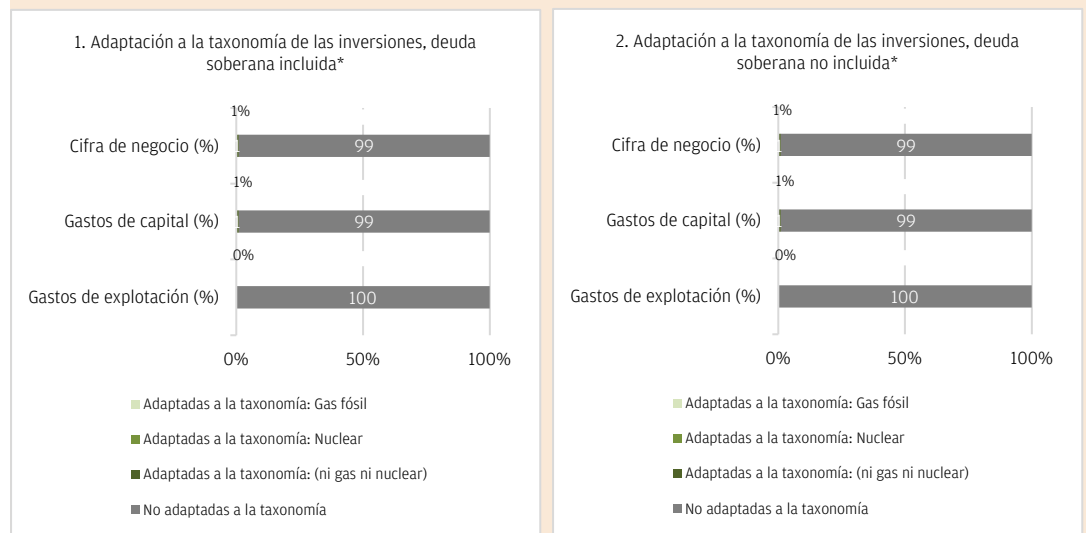 1. Adaptación a la taxonomía de las inversiones, deuda
soberana incluida*
1%
Cifra de negocio (%)
1
99
1%
Gastos de capital (%)
1
99
0%
Gastos de explotación (%)
100
0%
50%
100%
Adaptadas a la taxonomía: Gas fósil
Adaptadas a la taxonomía: Nuclear
Adaptadas a la taxonomía: (ni gas ni nuclear)
No adaptadas a la taxonomía
2. Adaptación a la taxonomía de las inversiones, deuda
soberana no incluida*
1%
Cifra de negocio (%)
1
99
1%
Gastos de capital (%)
1
99
0%
Gastos de explotación (%)
100
0%
50%
100%
Adaptadas a la taxonomía: Gas fósil
Adaptadas a la taxonomía: Nuclear
Adaptadas a la taxonomía: (ni gas ni nuclear)
No adaptadas a la taxonomía